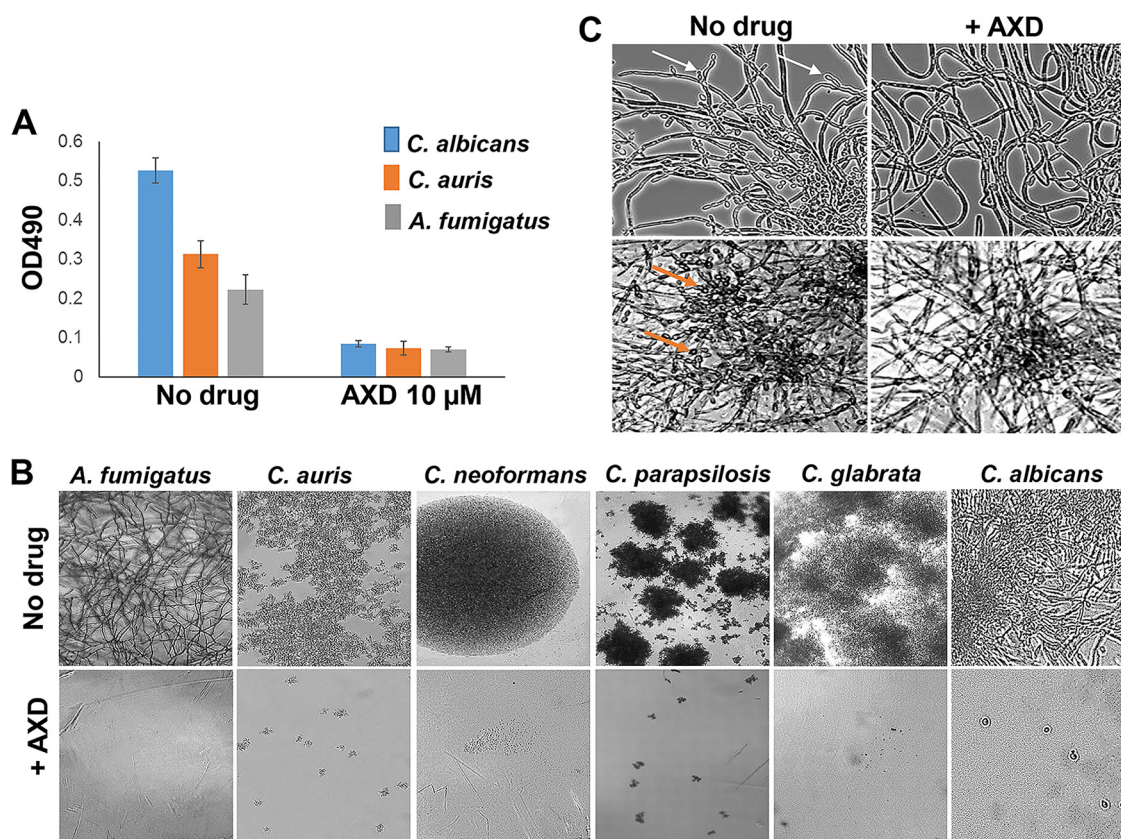 A
OD490
0.6
0.5
0.4
0.3
0.2
0.1
0
C. albicans
C. auris
A. fumigatus
No drug
AXD 10 µM
C
No drug
+ AXD
B
A. fumigatus
C. auris
C. neoformans
C. parapsilosis
C. glabrata
C. albicans
No drug
+ AXD